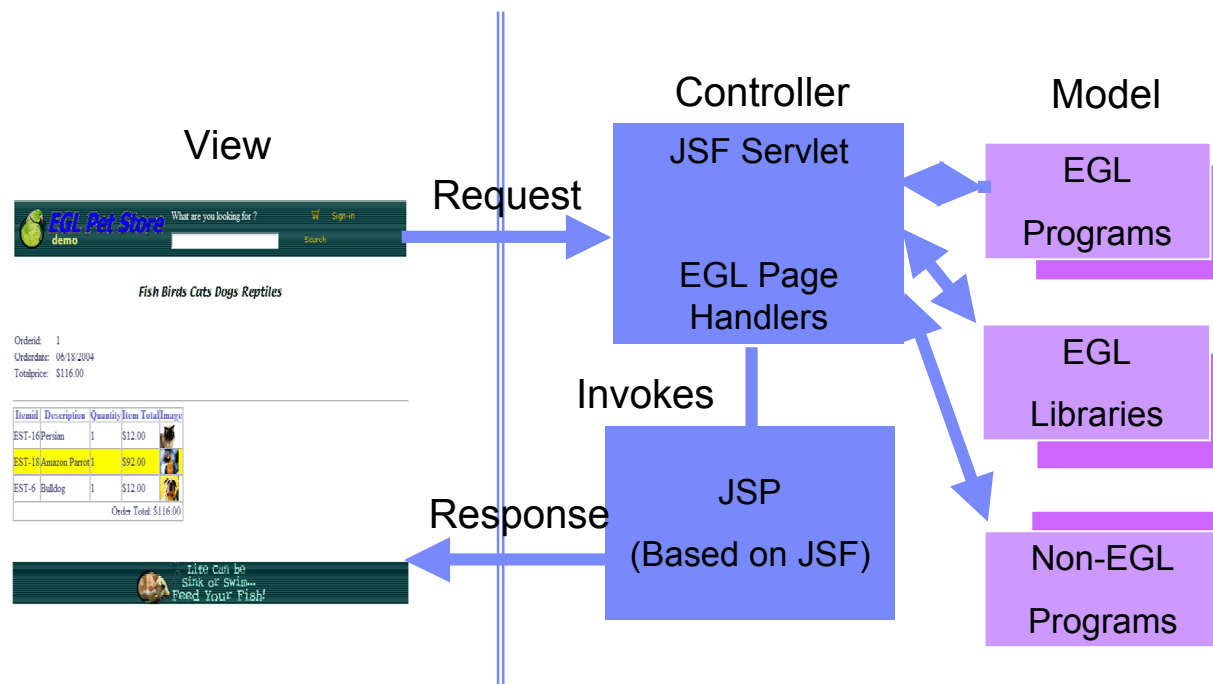 View
Controller
Model
EGL Pet Store
demo
What are you looking for ?
Sign-in
Search
Fish Birds Cats Dogs Reptiles
Orderid: 1
Orderdate: 06/18/2004
Totalprice: $116.00
Itemid Description Quantity Item Total Image
EST-16 Persian 1 $12.00
EST-18 Amazon Parrot 1 $92.00
EST-6 Bulldog 1 $12.00
Order Total: $116.00
Life Can be
Sink or Swim...
Feed Your Fish!
Request
Response
JSF Servlet
EGL Page
Handlers
Invokes
JSP
(Based on JSF)
EGL
Programs
EGL
Libraries
Non-EGL
Programs